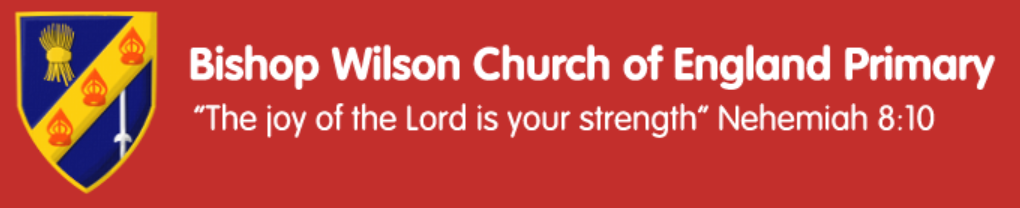 Bishop Wilson Church of England Primary
“The joy of the Lord is your strength” Nehemiah 8:10